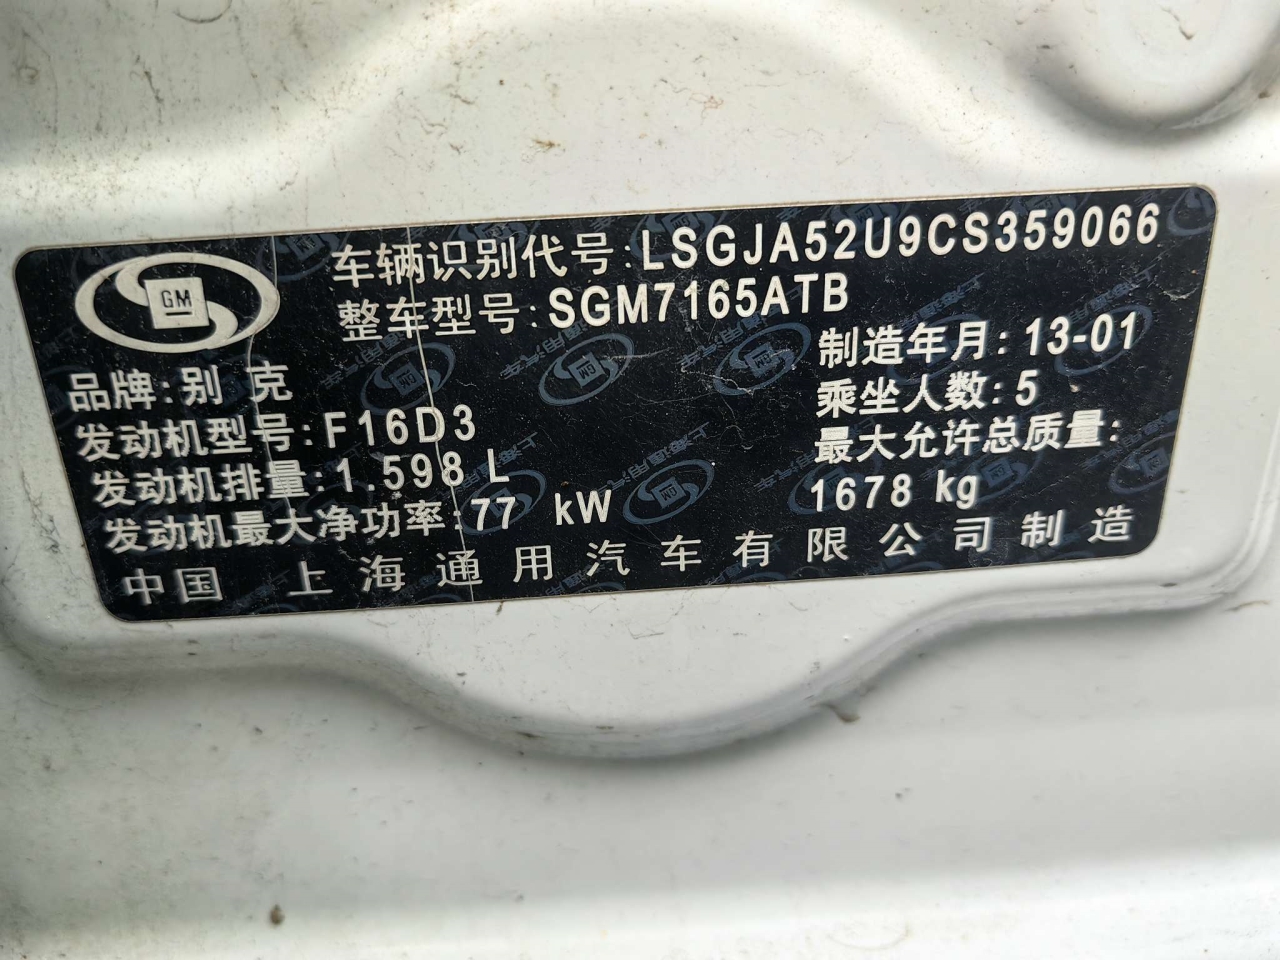 GM
车辆识别代号:LSGJA52U9CS359066
整车型号:SGM7165ATB
品牌:别克
制造年月:13-01
发动机型号:F16D3
乘坐人数:5
发动机排量:1.598 L
最大允许总质量:
1678 kg
发动机最大净功率:77 kW
中国 上海通用汽车有限公司制造